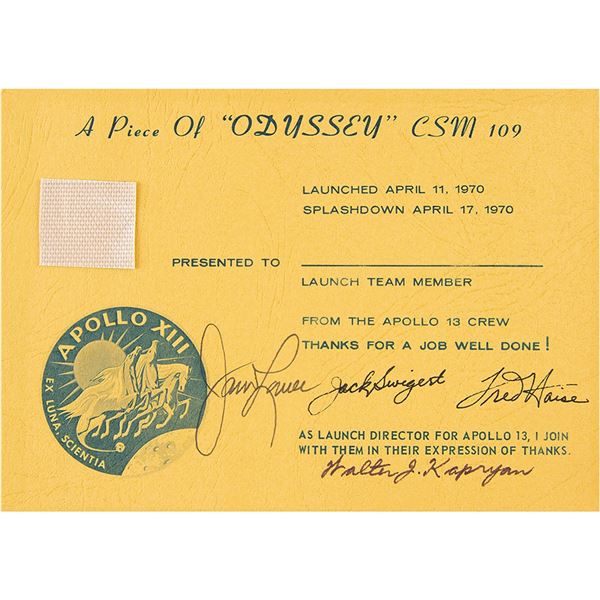 A Piece Of "ODYSSEY" CSM 109
LAUNCHED APRIL 11, 1970
SPLASHDOWN APRIL 17, 1970
PRESENTED TO
LAUNCH TEAM MEMBER
FROM THE APOLLO 13 CREW
THANKS FOR A JOB WELL DONE!
APOLLO XIII
EX LUNA, SCIENTIA
James Lovell
Jack Swigert
Fred Haise
AS LAUNCH DIRECTOR FOR APOLLO 13, I JOIN
WITH THEM IN THEIR EXPRESSION OF THANKS.
Walter J. Kapryan